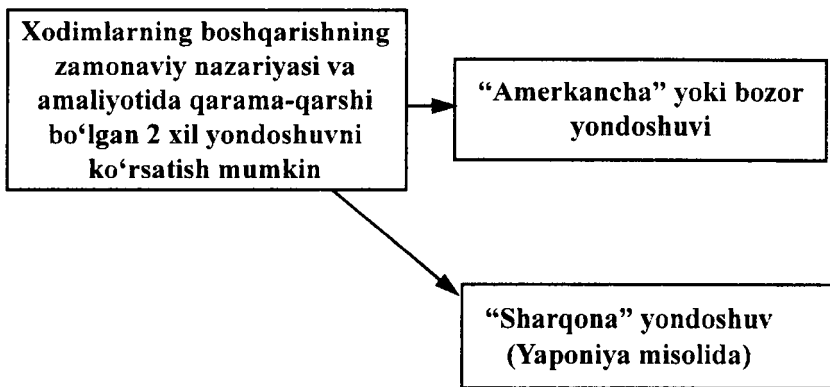 Xodimlarning boshqarishning
zamonaviy nazariyasi va
amaliyotida qarama-qarshi
bo‘lgan 2 xil yondoshuvni
ko‘rsatish mumkin
“Amerkancha” yoki bozor
yondoshuvi
“Sharqona” yondoshuv
(Yaponiya misolida)